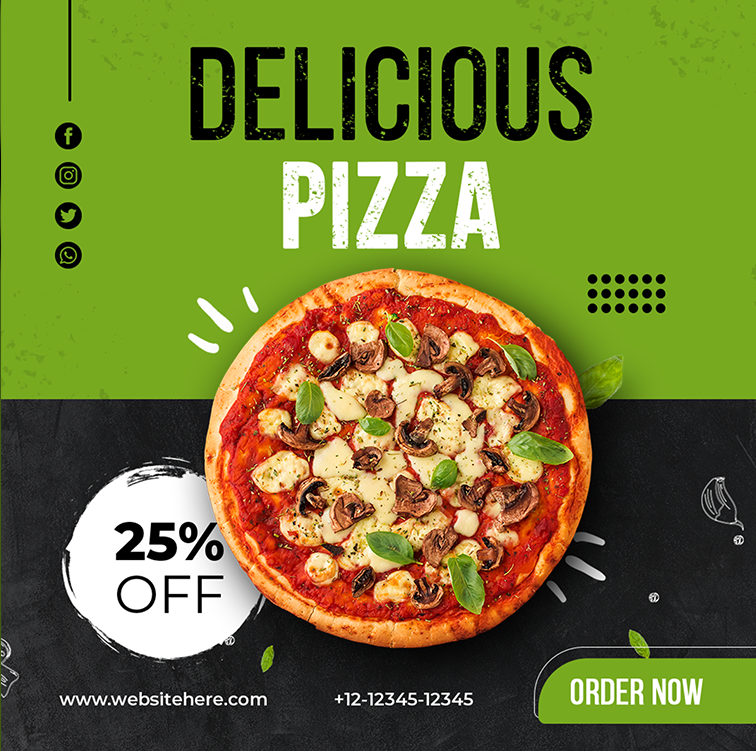 DELICIOUS
PIZZA
25%
OFF
www.websitehere.com
+12-12345-12345
ORDER NOW